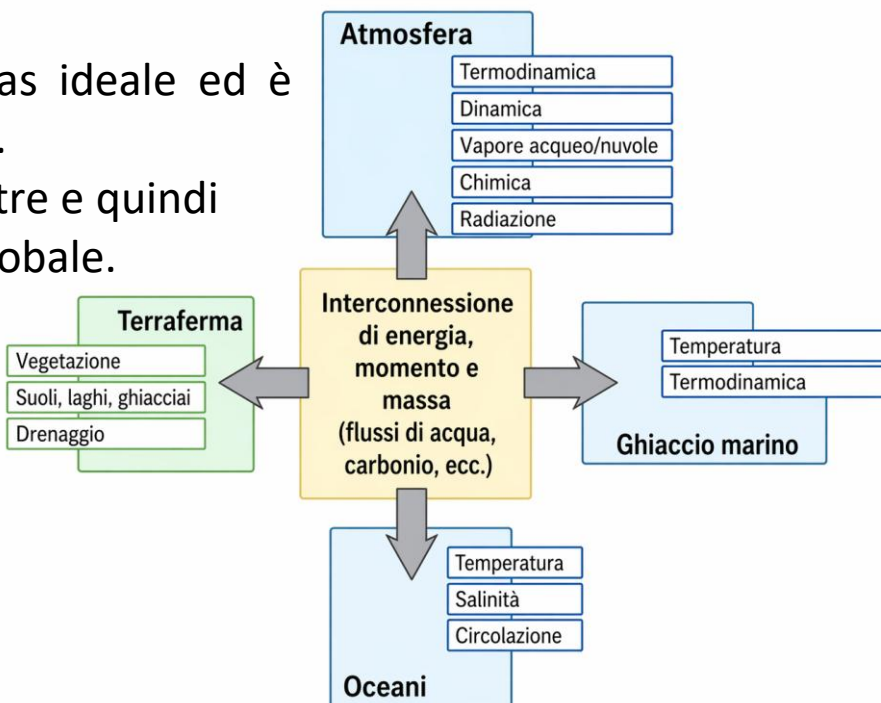 as ideale ed è
.
tre e quindi
obale.
Atmosfera
Termodinamica
Dinamica
Vapore acqueo/nuvole
Chimica
Radiazione
Terraferma
Vegetazione
Suoli, laghi, ghiacciai
Drenaggio
Interconnessione
di energia,
momento e
massa
(flussi di acqua,
carbonio, ecc.)
Temperatura
Termodinamica
Ghiaccio marino
Temperatura
Salinità
Circolazione
Oceani